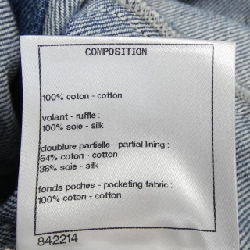 COMPOSITION
100% coton - cotton
volant - ruffle :
100% soie - silk
doublure partielle - partial lining :
64% coton - cotton
36% soie - silk
fonds poches - pocketing fabric :
100% coton - cotton
842214